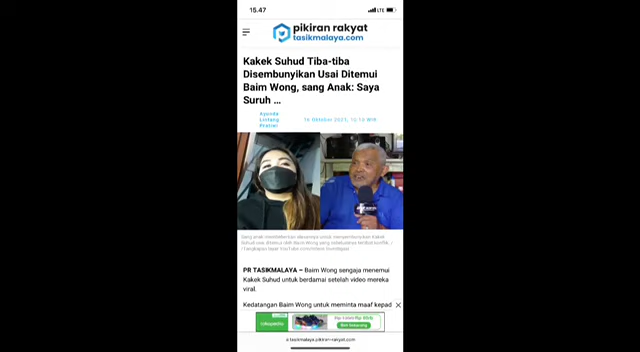 15.47
LTE
pikiran rakyat
tasikmalaya.com
Kakek Suhud Tiba-tiba
Disembunyikan Usai Ditemui
Baim Wong, sang Anak: Saya
Suruh ...
Ayunda
Lintang
Pratiwi
16 Oktober 2021, 10:10 WIB
PR TASIKMALAYA – Baim Wong sengaja menemui
Kakek Suhud untuk berdamai setelah video mereka
viral.
Kedatangan Baim Wong untuk meminta maaf kepad
tokopedia
tasikmalaya.pikiran-rakyat.com